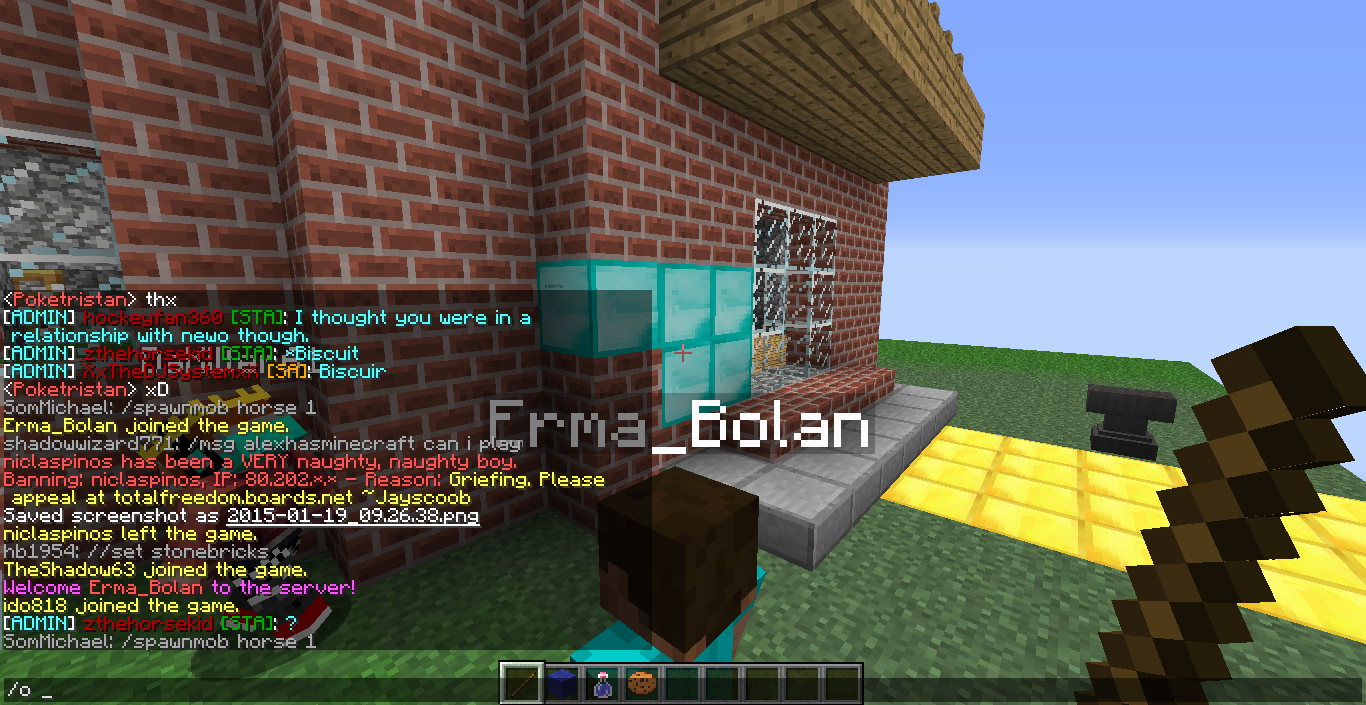 <Poketristan> thx
[ADMIN] hockeyfan360 [STA]: I thought you were in a
relationship with newo though.
[ADMIN] zthehorsekid [STA]: *Biscuit
[ADMIN] xXTheDJSystemxX [SA]: Biscuir
<Poketristan> xD
SomMichael: /spawnmob horse 1
Erma_Bolan joined the game.
shadowwizard771: /msg alexhasminecraft can i play
niclaspinos has been a VERY naughty, naughty boy.
Banning: niclaspinos, IP: 80.202.x.x - Reason: Griefing. Please
appeal at totalfreedom.boards.net ~Jayscoob
Saved screenshot as 2015-01-19_09.26.38.png
niclaspinos left the game.
hb1954: //set stonebricks
TheShadow63 joined the game.
Welcome Erma_Bolan to the server!
ido818 joined the game.
[ADMIN] zthehorsekid [STA]: ?
SomMichael: /spawnmob horse 1
/o _
Erma_Bolan